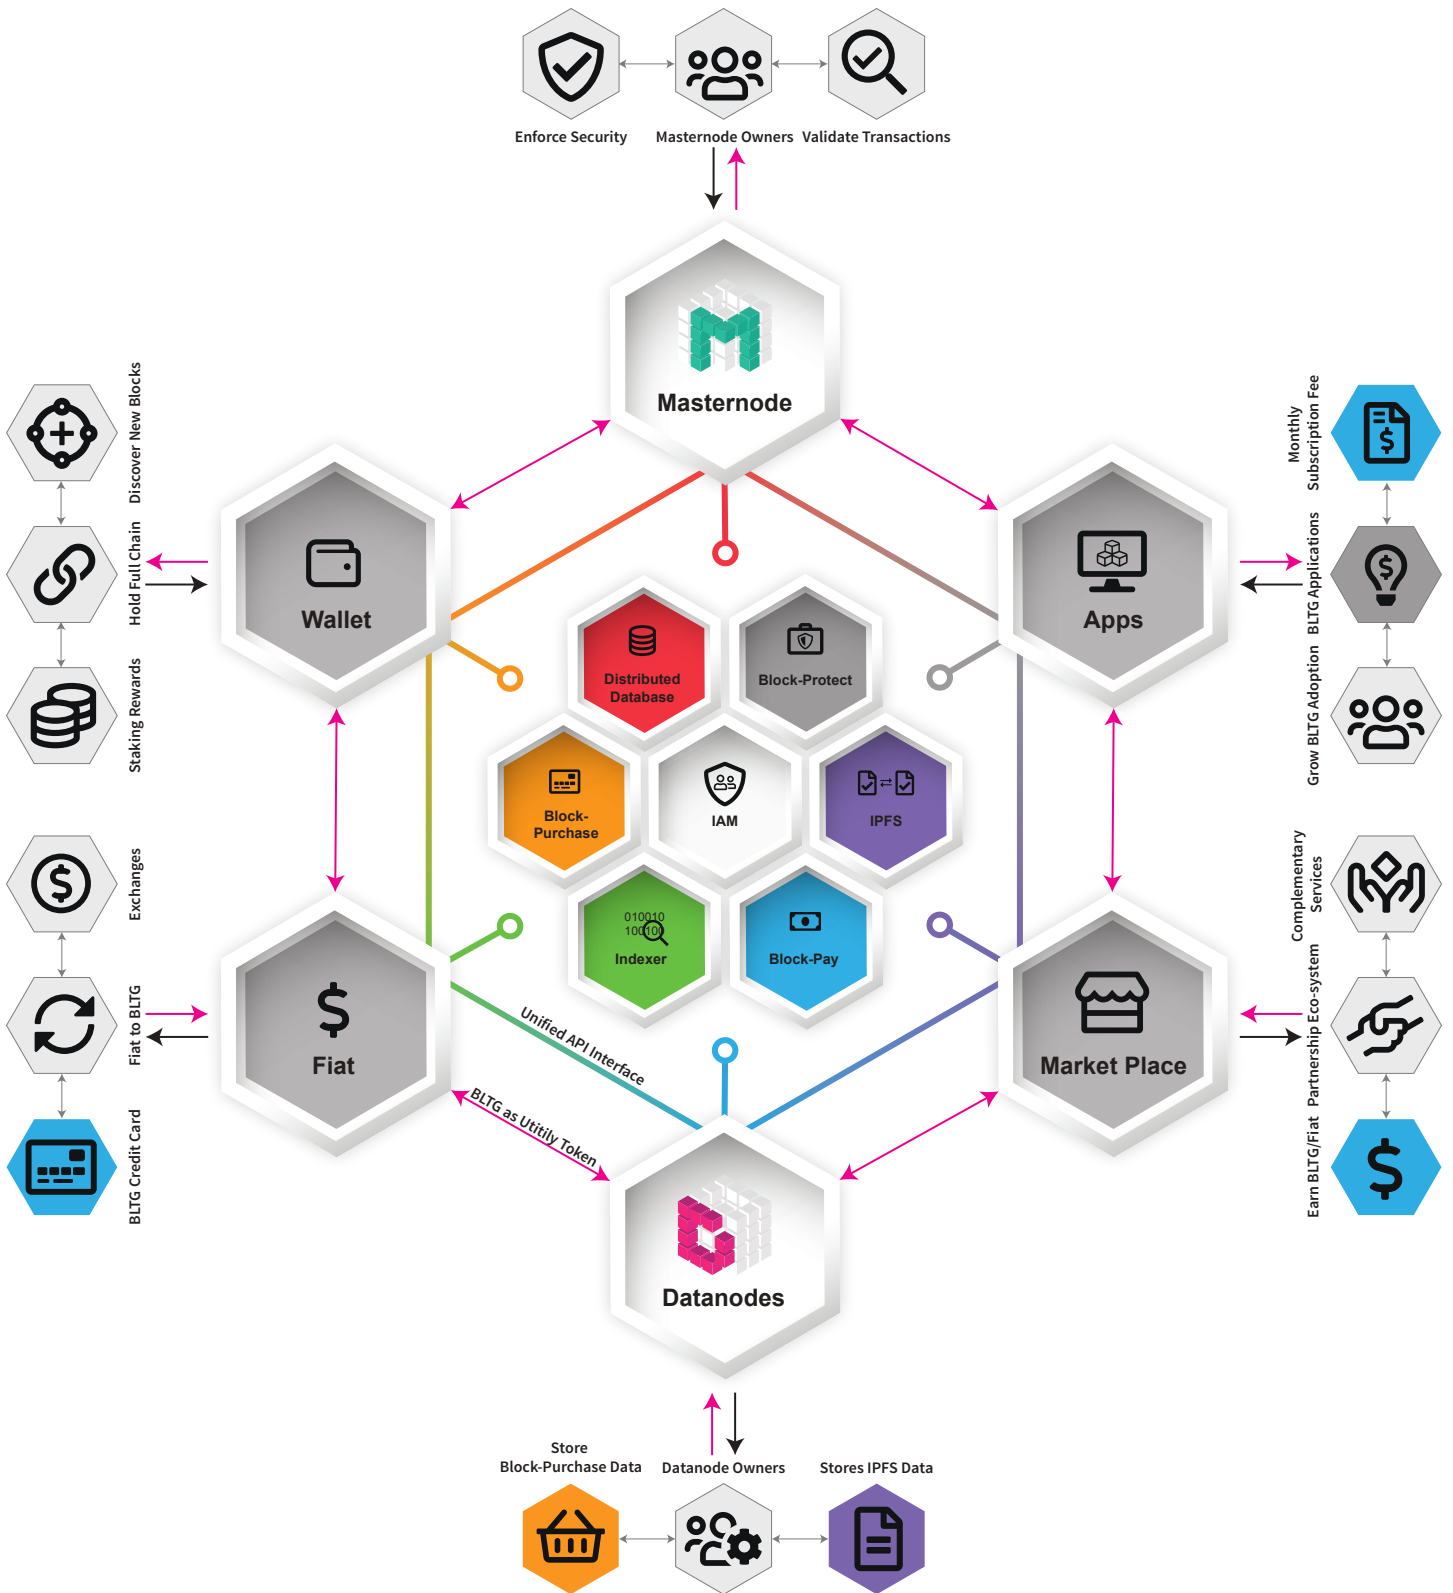 Enforce Security
Masternode Owners
Validate Transactions
Masternode
Discover New Blocks
Hold Full Chain
Staking Rewards
Wallet
Apps
Monthly
Subscription Fee
BLTG Applications
Grow BLTG Adoption
Distributed
Database
Block-Protect
Block-
Purchase
IAM
IPFS
010010
100100
Indexer
Block-Pay
Exchanges
Fiat to BLTG
BLTG Credit Card
Fiat
Market Place
Complementary
Services
Partnership Eco-system
Earn BLTG/Fiat
Unified API Interface
BLTG as Utitily Token
Datanodes
Store
Block-Purchase Data
Datanode Owners
Stores IPFS Data